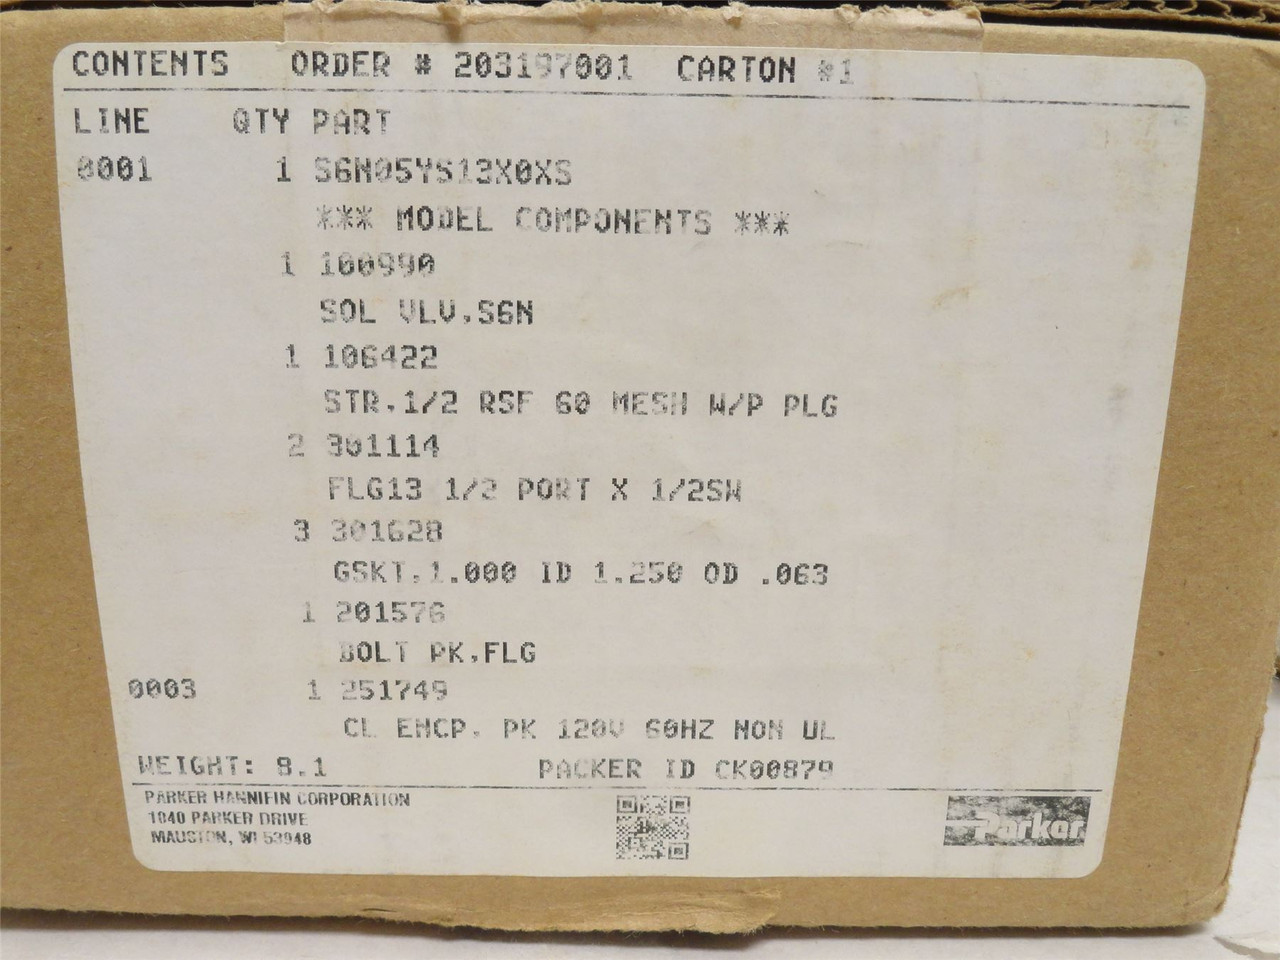 CONTENTS ORDER # 203197001 CARTON #1
LINE QTY PART
0001 1 S6N05YS13X0XS
*** MODEL COMPONENTS ***
1 100990
SOL VLV,S6N
1 106422
STR,1/2 RSF 60 MESH W/P PLG
2 301114
FLG13 1/2 PORT X 1/2SW
3 301628
GSKT,1.000 ID 1.250 OD .063
1 201576
BOLT PK,FLG
0003 1 251749
CL ENCP, PK 120V 60HZ NON UL
WEIGHT: 8.1 PACKER ID CK00879
PARKER HANNIFIN CORPORATION
1040 PARKER DRIVE
MAUSTON, WI 53948
Parker